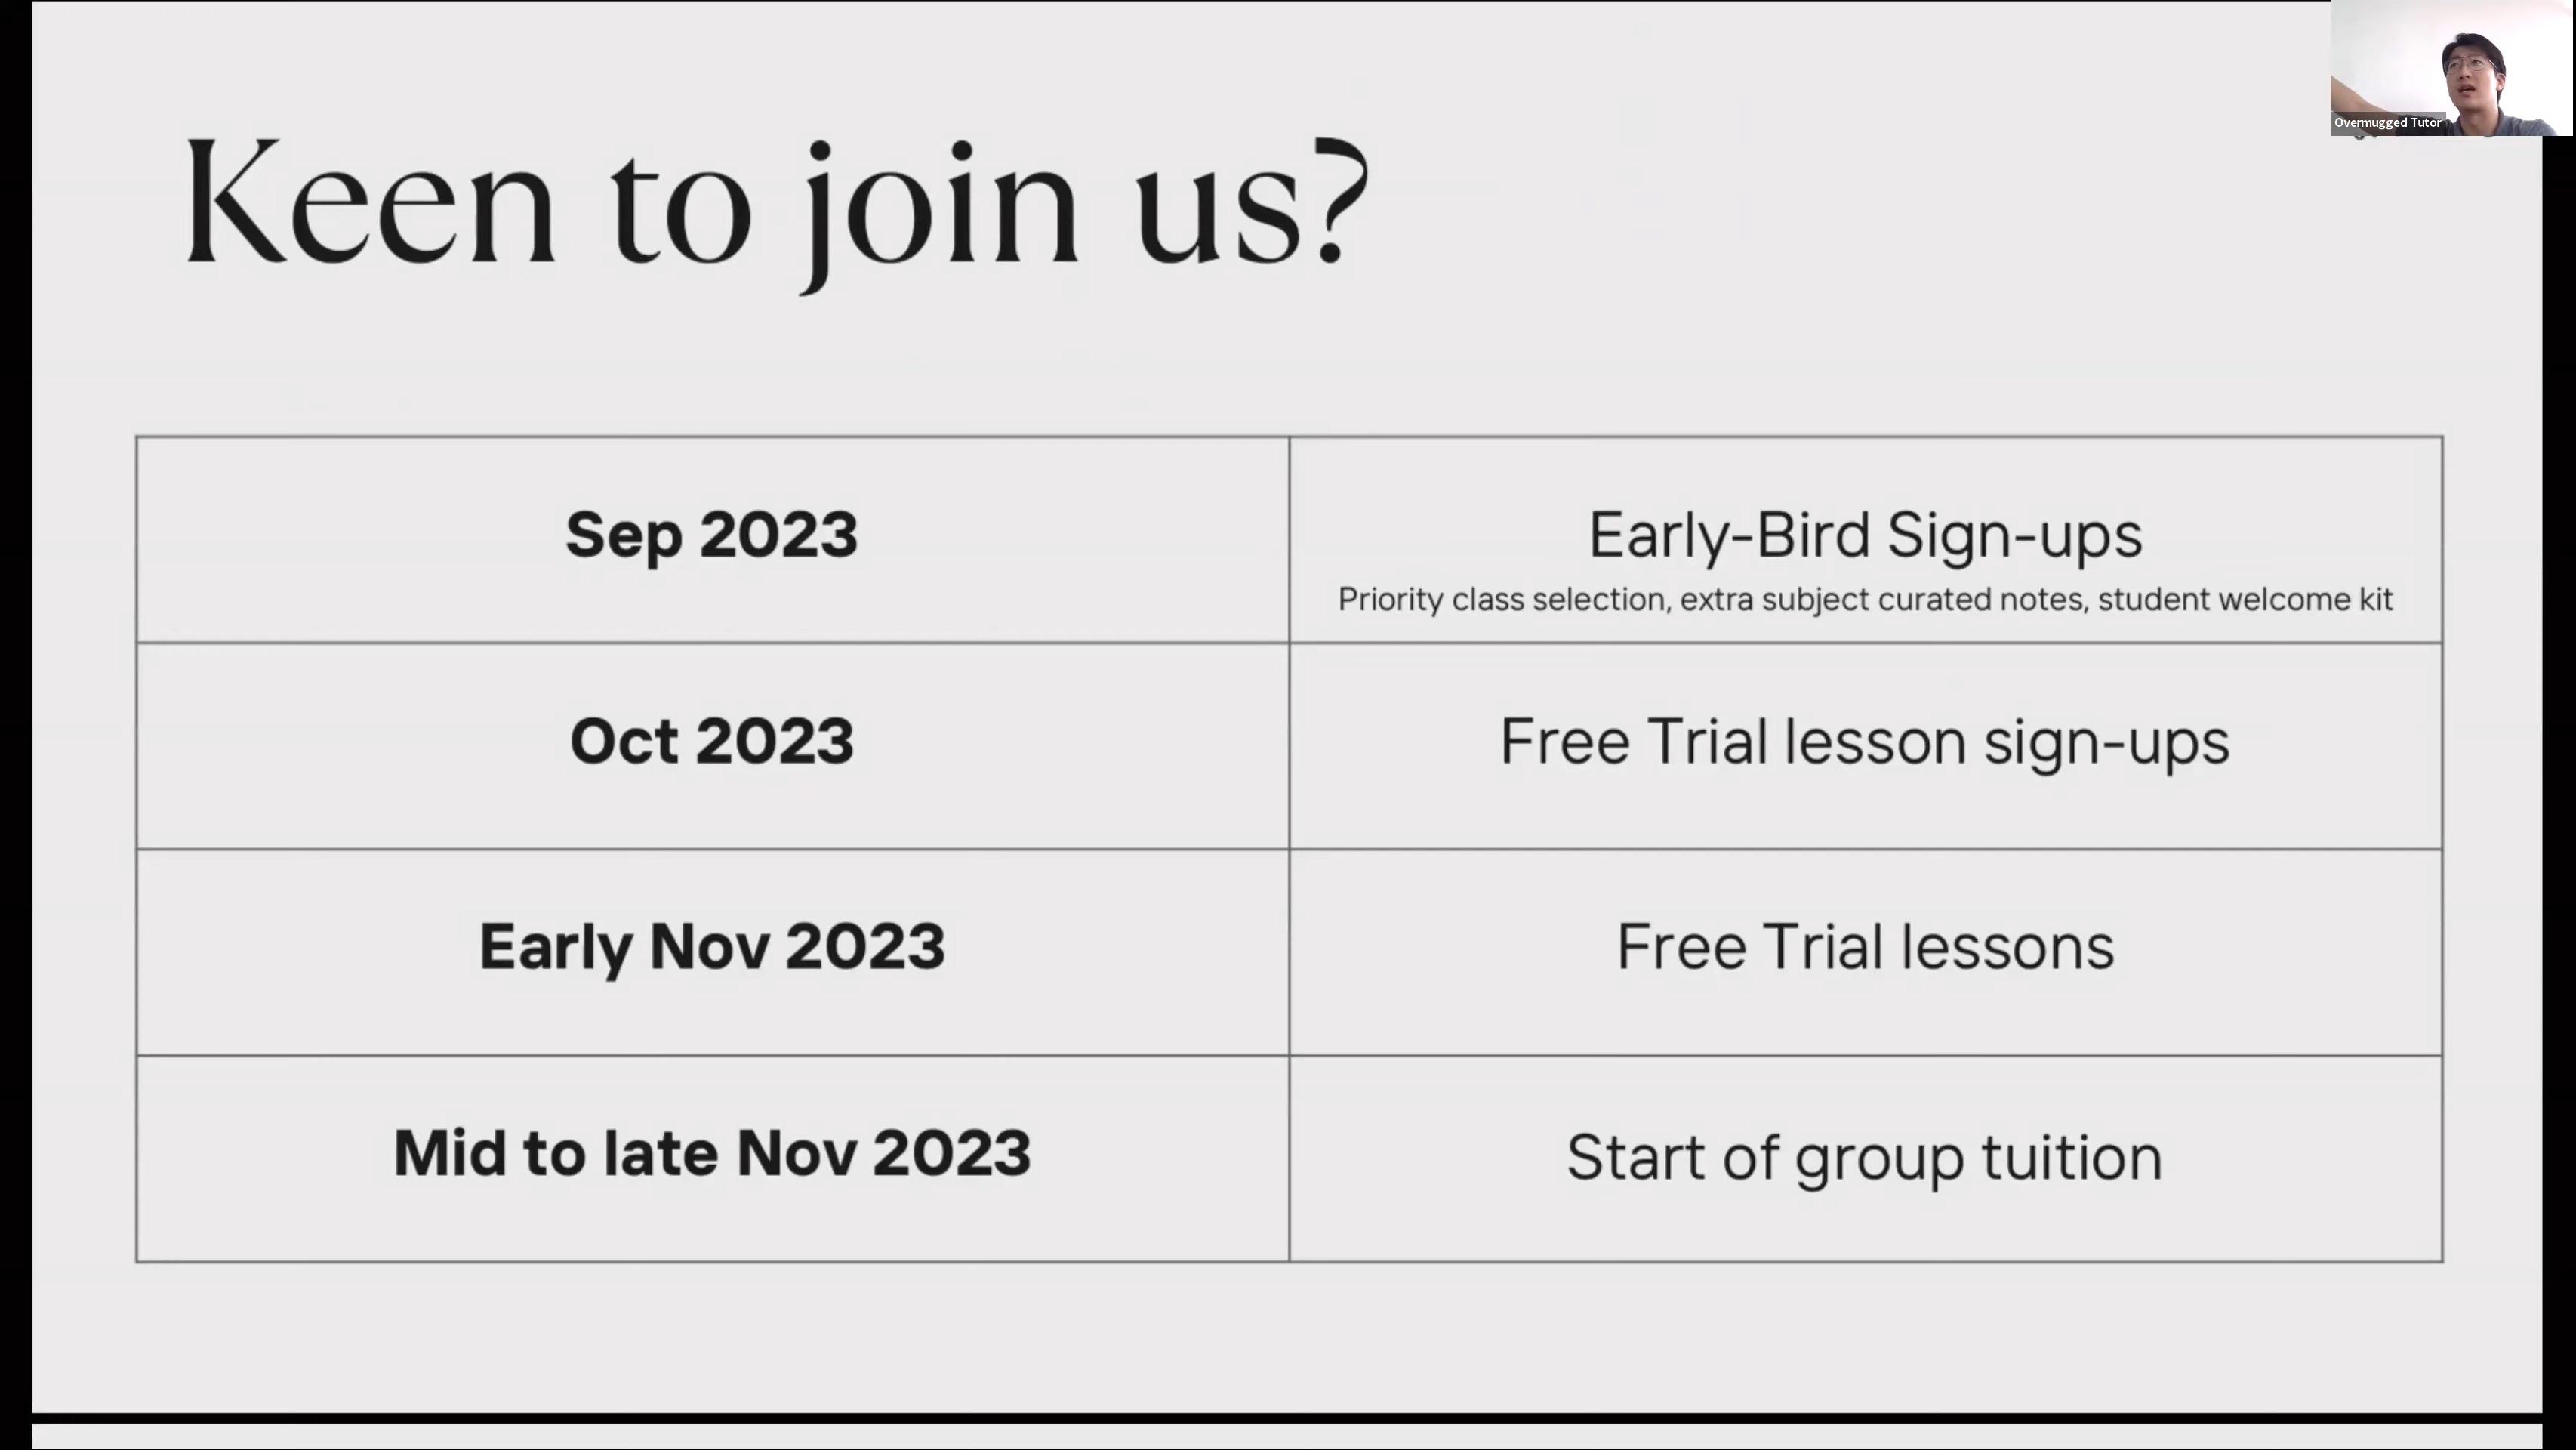 Keen to join us?
Overmugged Tutor
Sep 2023
Early-Bird Sign-ups
Priority class selection, extra subject curated notes, student welcome kit
Oct 2023
Free Trial lesson sign-ups
Early Nov 2023
Free Trial lessons
Mid to late Nov 2023
Start of group tuition